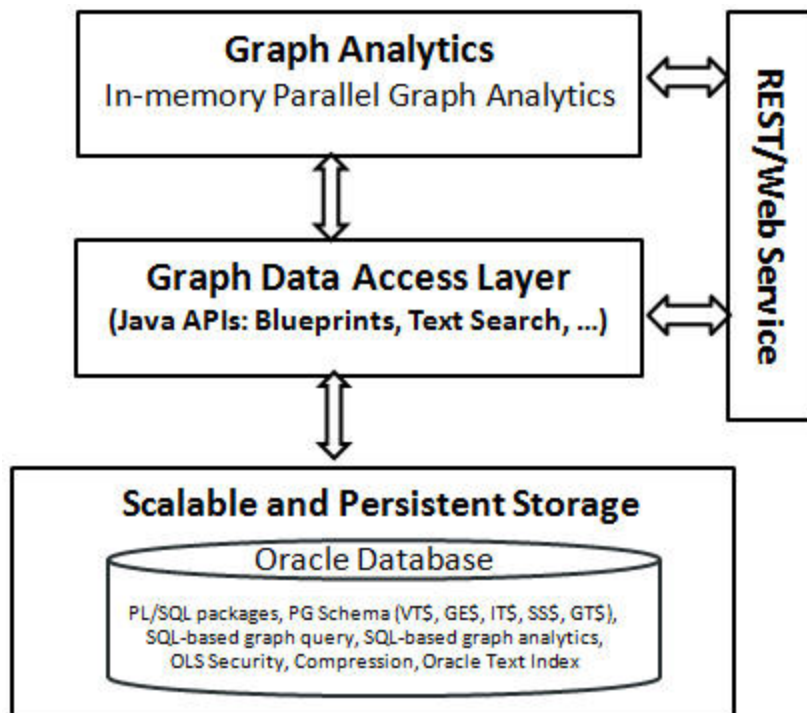 Graph Analytics
In-memory Parallel Graph Analytics
REST/Web Service
Graph Data Access Layer
(Java APIs: Blueprints, Text Search, ...)
Scalable and Persistent Storage
Oracle Database
PL/SQL packages, PG Schema (VT$, GE$, IT$, SS$, GT$),
SQL-based graph query, SQL-based graph analytics,
OLS Security, Compression, Oracle Text Index